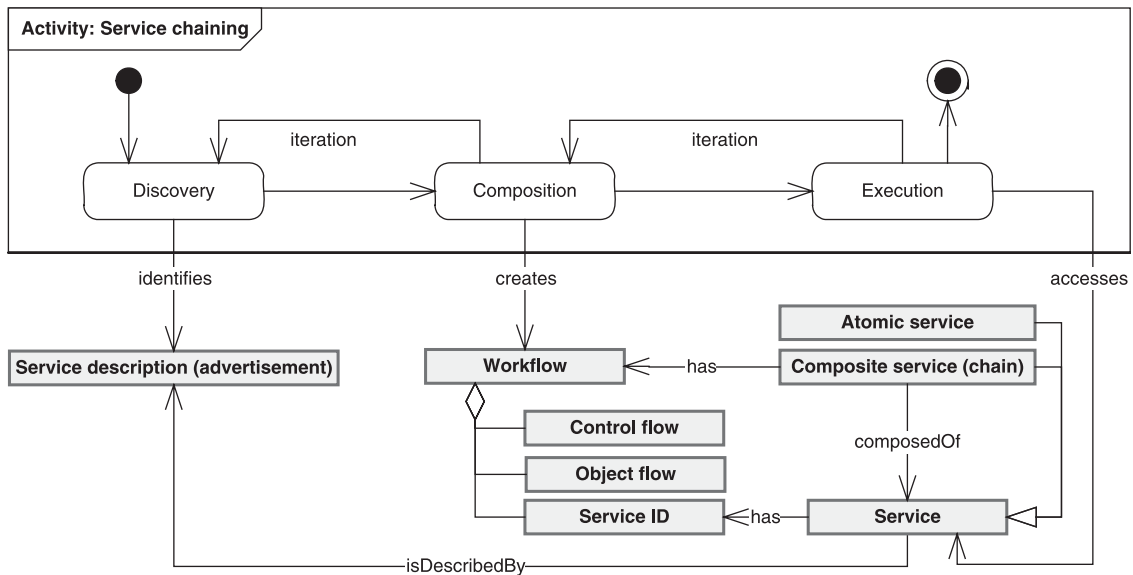 Activity: Service chaining
iteration
iteration
Discovery
Composition
Execution
identifies
creates
accesses
Atomic service
Service description (advertisement)
Workflow
has
Composite service (chain)
Control flow
composedOf
Object flow
Service ID
has
Service
isDescribedBy